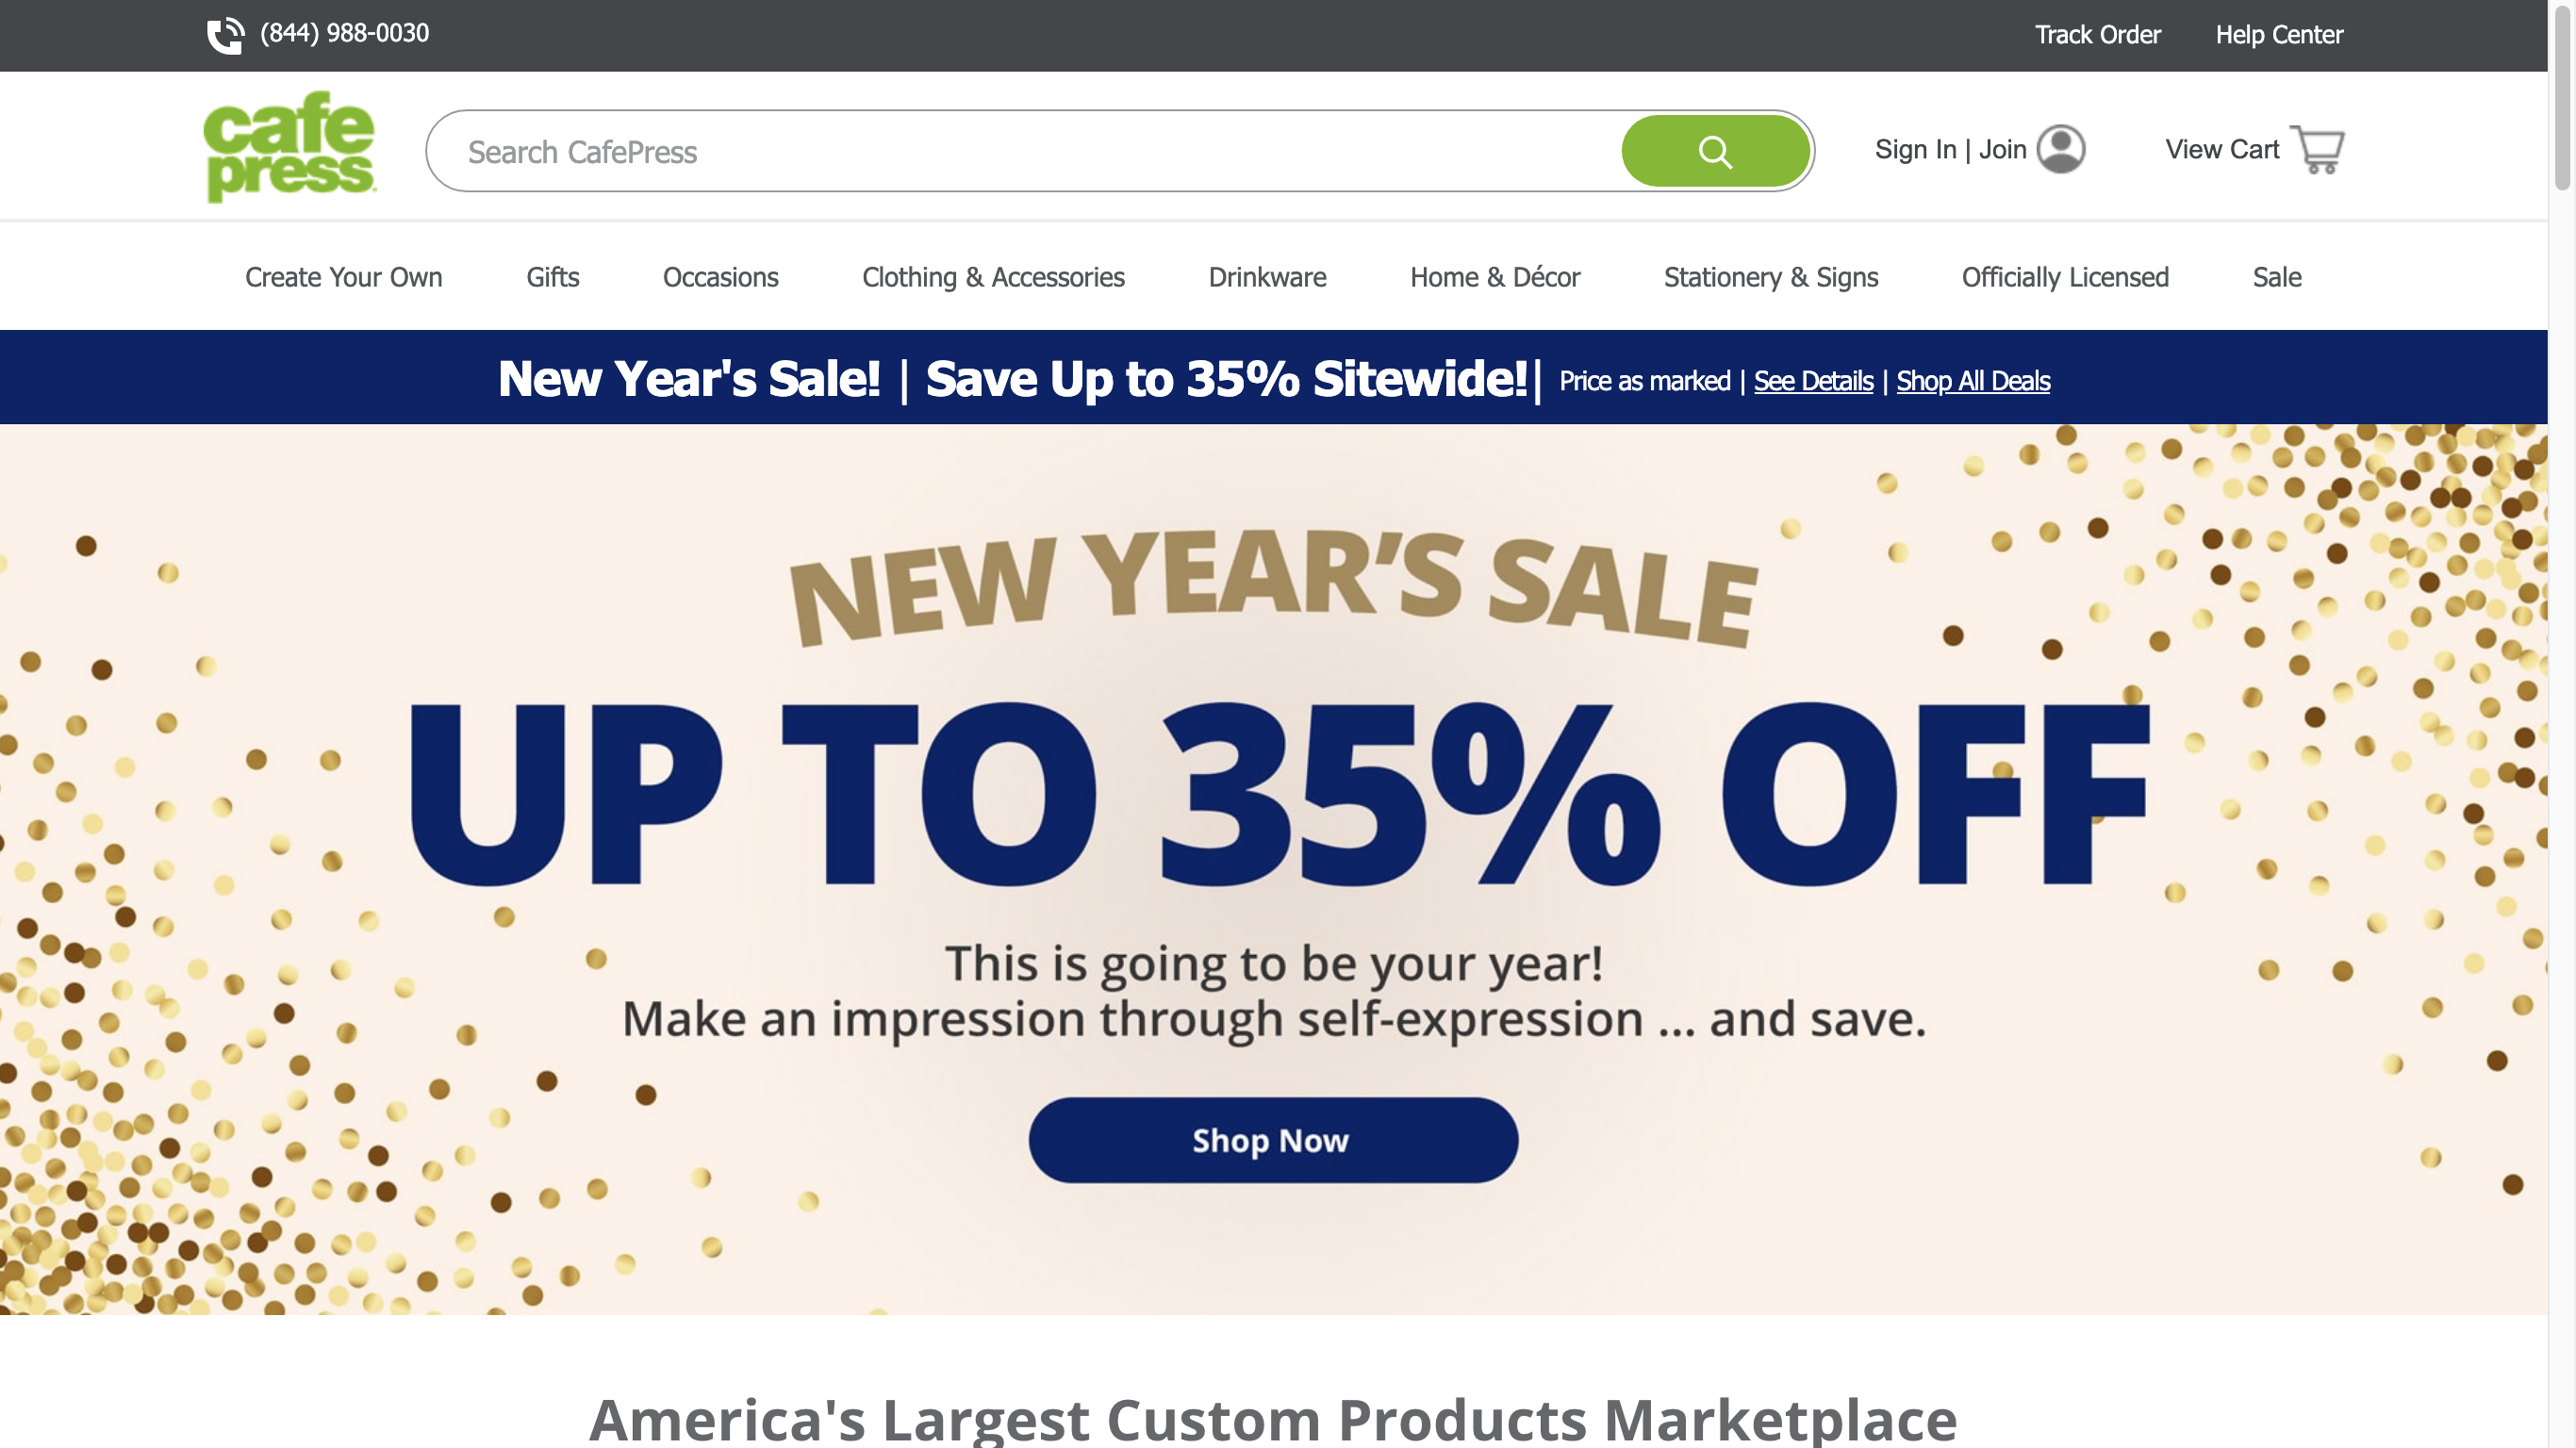 (844) 988-0030
Track Order
Help Center
cafe
press
Search CafePress
Sign In | Join
View Cart
Create Your Own
Gifts
Occasions
Clothing & Accessories
Drinkware
Home & Décor
Stationery & Signs
Officially Licensed
Sale
New Year's Sale! | Save Up to 35% Sitewide!| Price as marked | See Details | Shop All Deals
NEW YEAR’S SALE
UP TO 35% OFF
This is going to be your year!
Make an impression through self-expression ... and save.
Shop Now
America's Largest Custom Products Marketplace